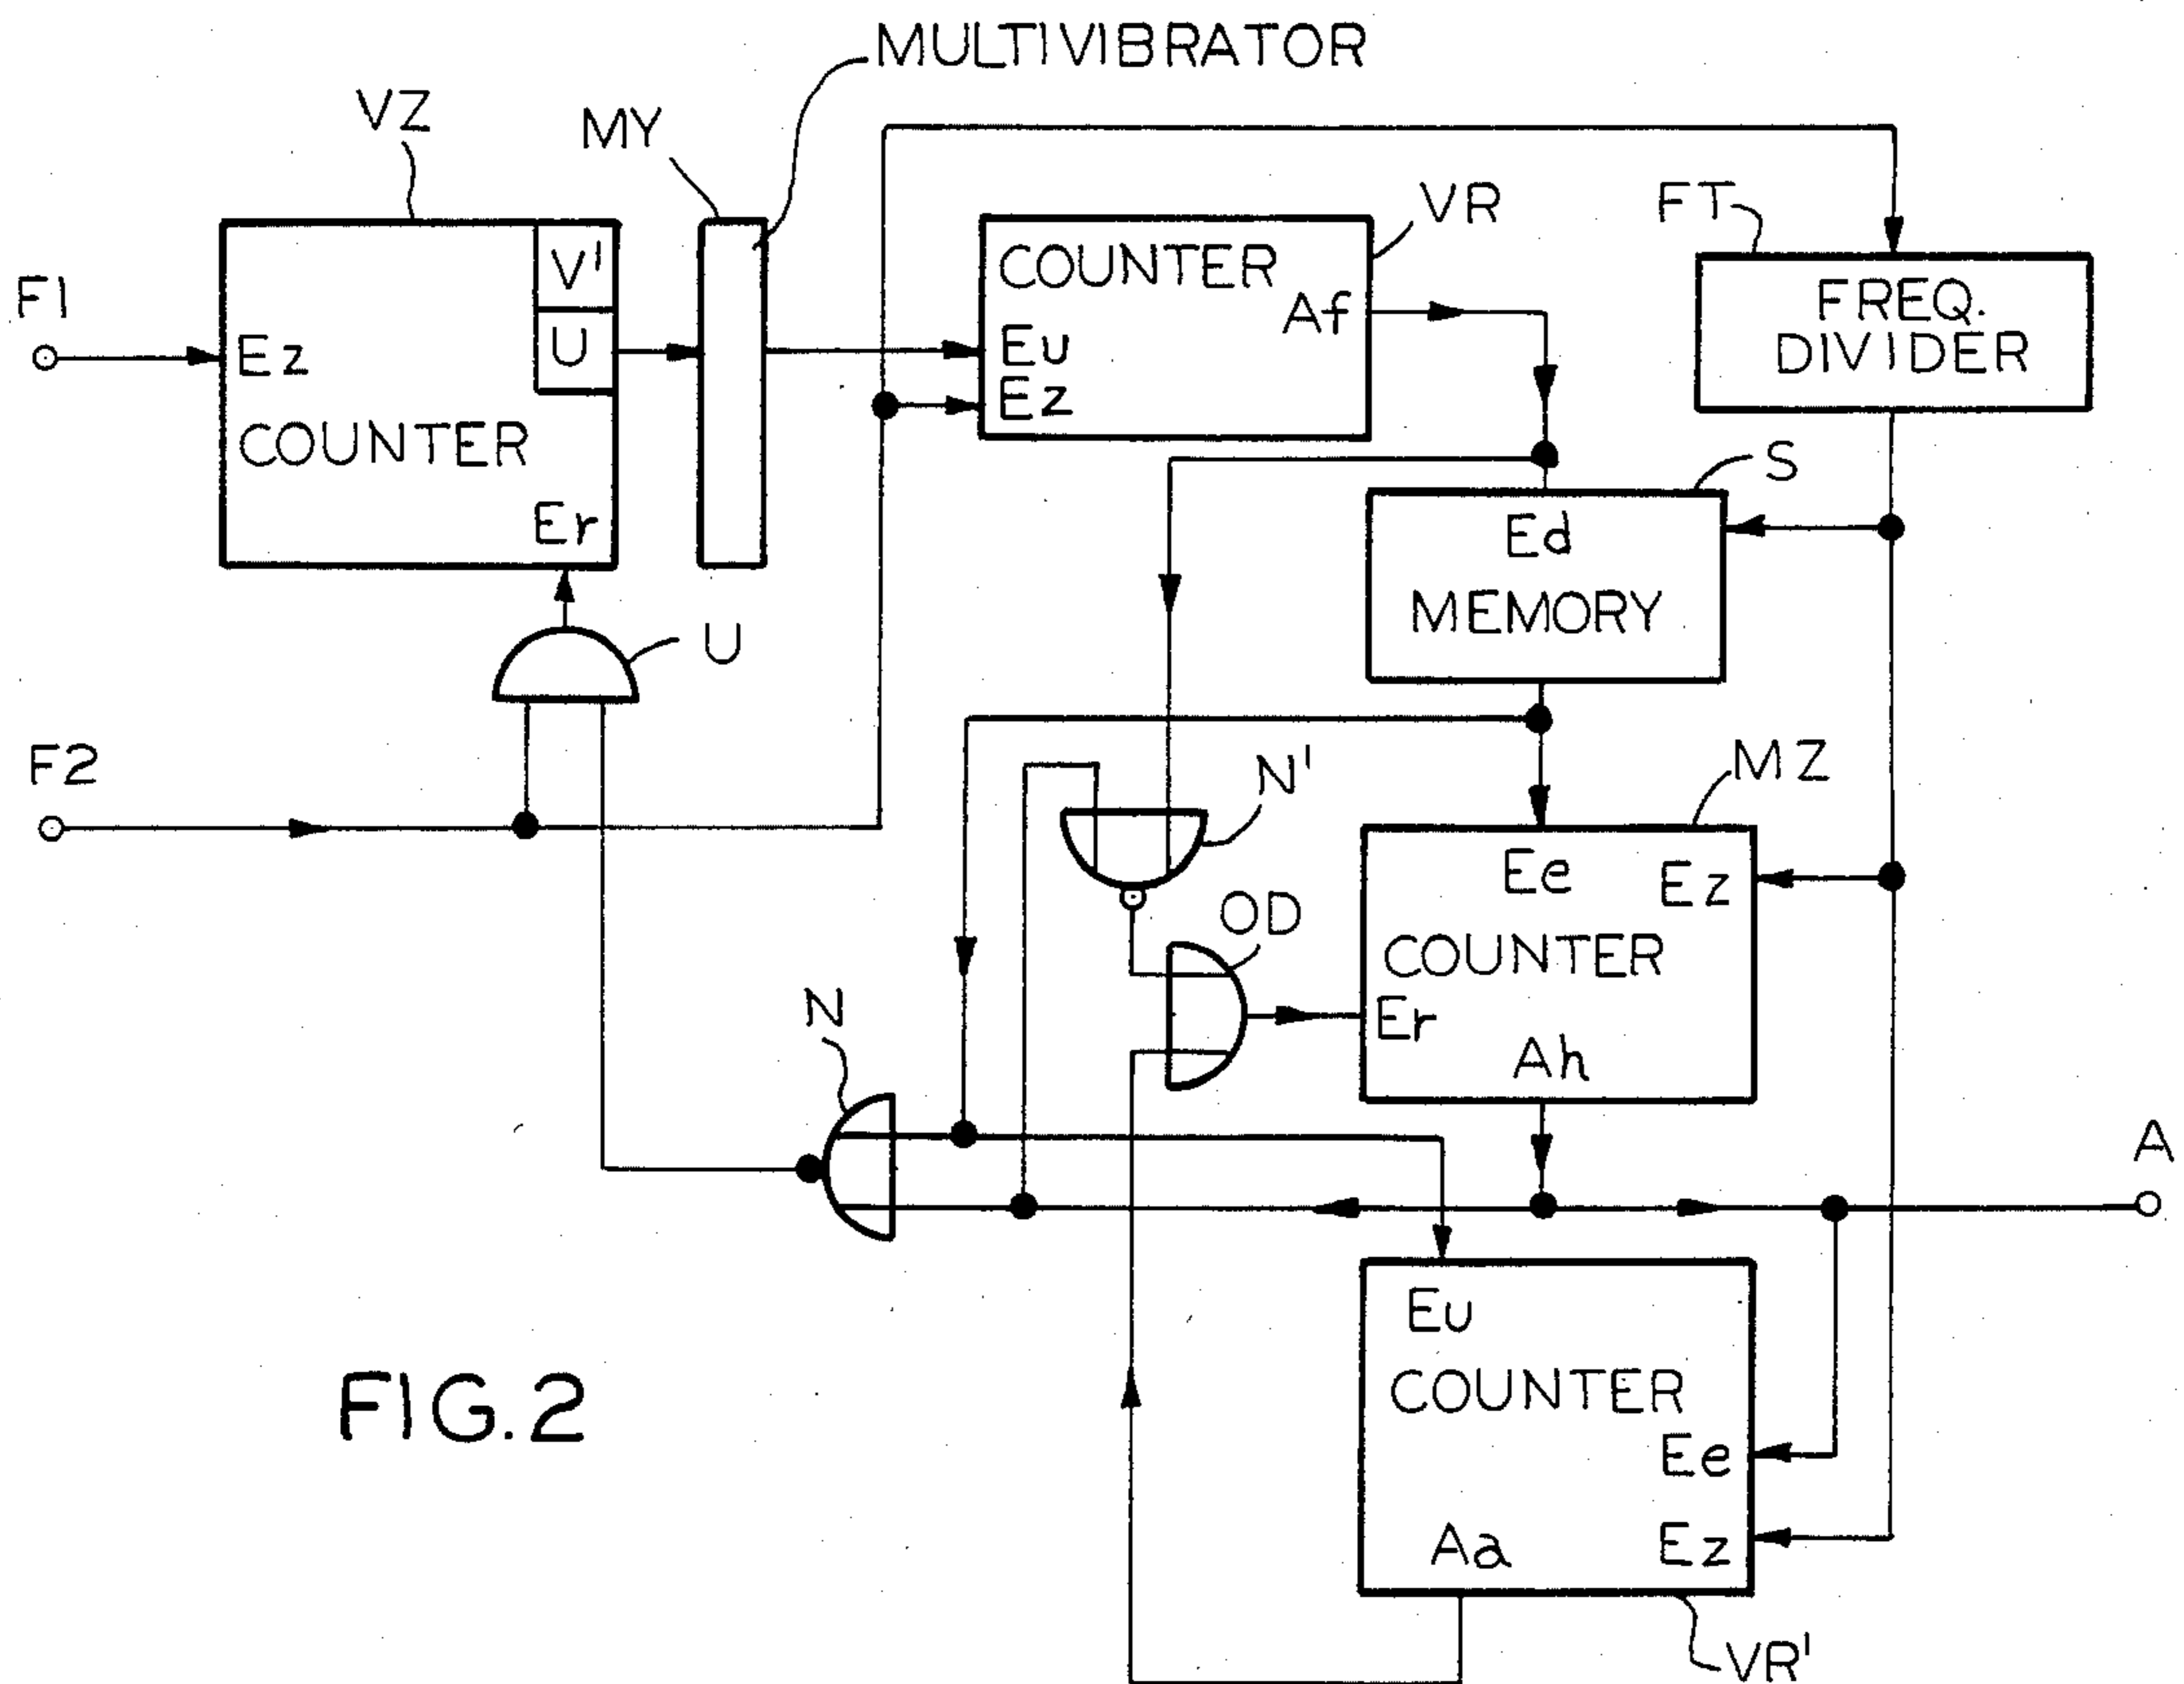 MULTIVIBRATOR
VZ
MY
VR
FT
F1
V'
U
Ez
COUNTER
Er
COUNTER
Af
Eu
Ez
FREQ.
DIVIDER
S
Ed
MEMORY
U
F2
N'
MZ
Ee
Ez
COUNTER
Er
Ah
OD
N
A
Eu
COUNTER
Ee
Ez
Aa
VR'
FIG.2